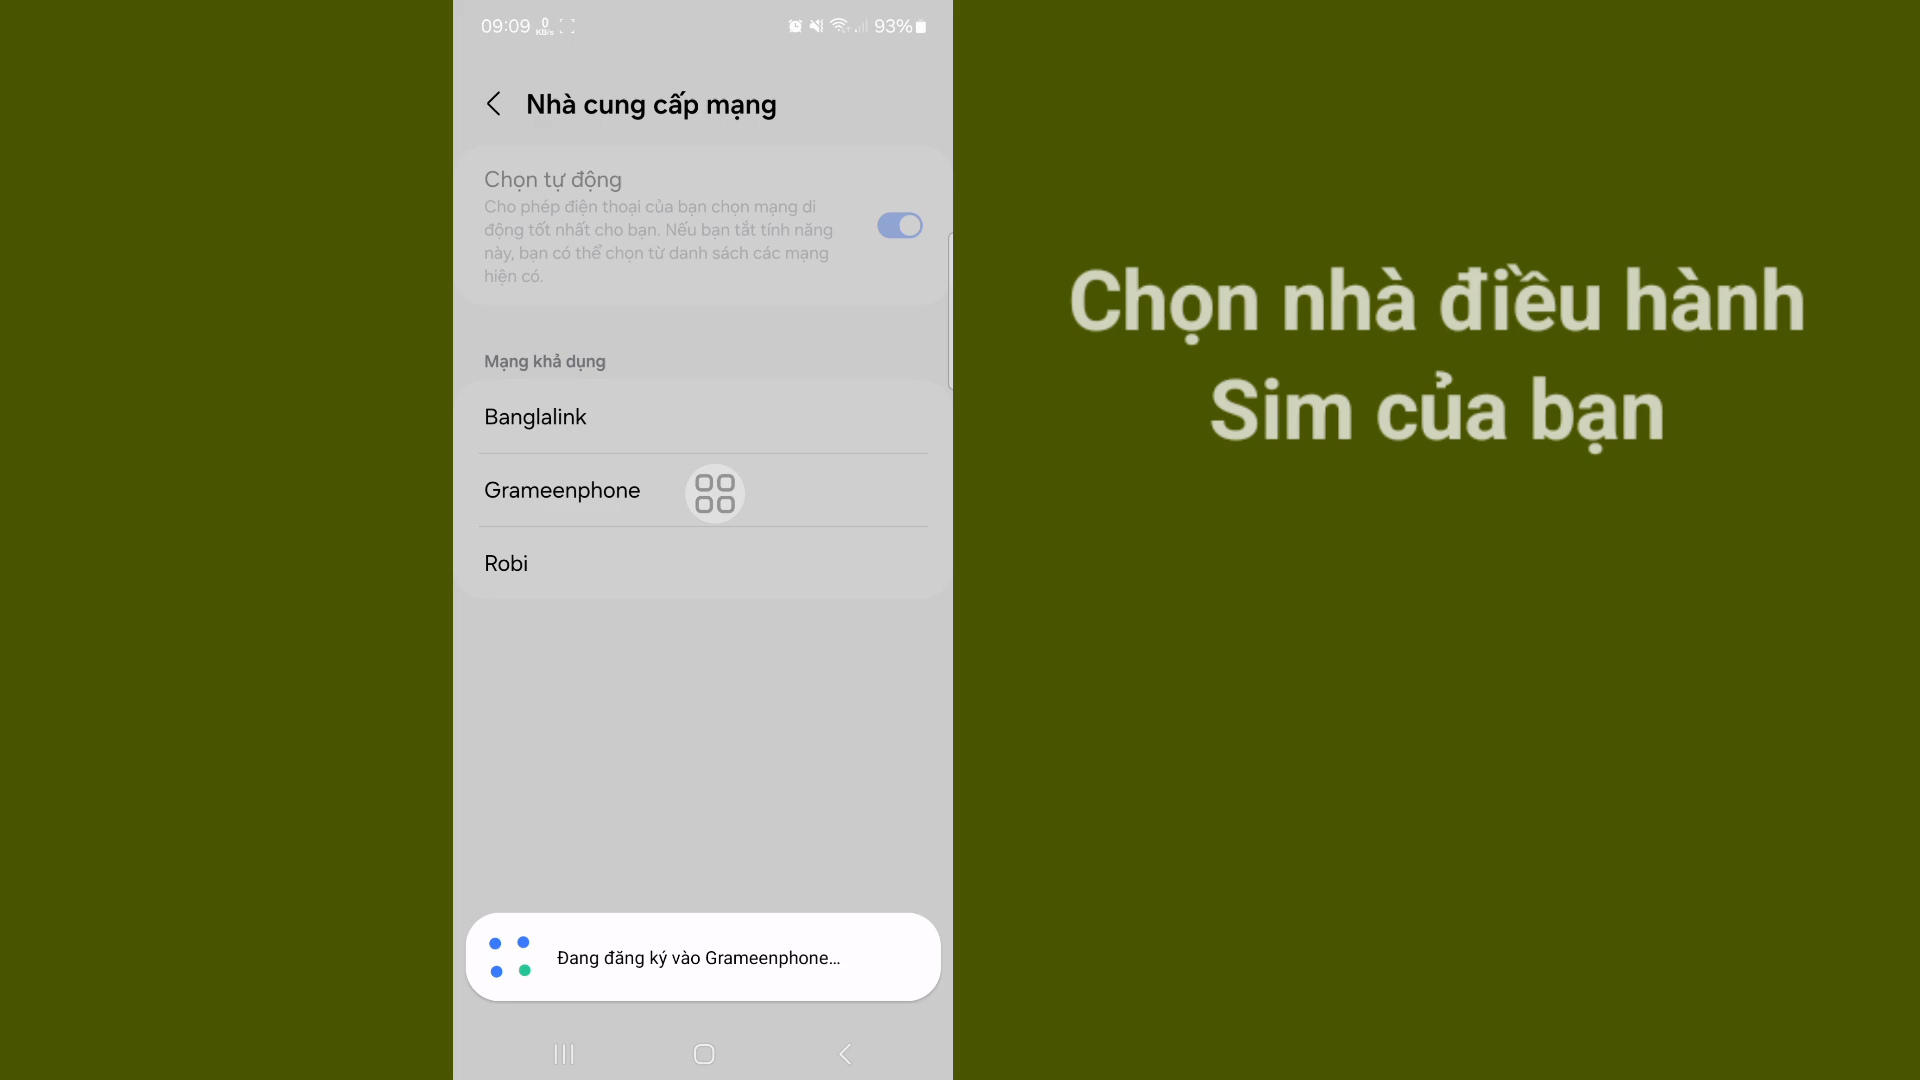 09:09 0 KB/s 93%
Nhà cung cấp mạng
Chọn tự động
Cho phép điện thoại của bạn chọn mạng di
động tốt nhất cho bạn. Nếu bạn tắt tính năng
này, bạn có thể chọn từ danh sách các mạng
hiện có.
Mạng khả dụng
Banglalink
Grameenphone
Robi
Đang đăng ký vào Grameenphone...
Chọn nhà điều hành
Sim của bạn